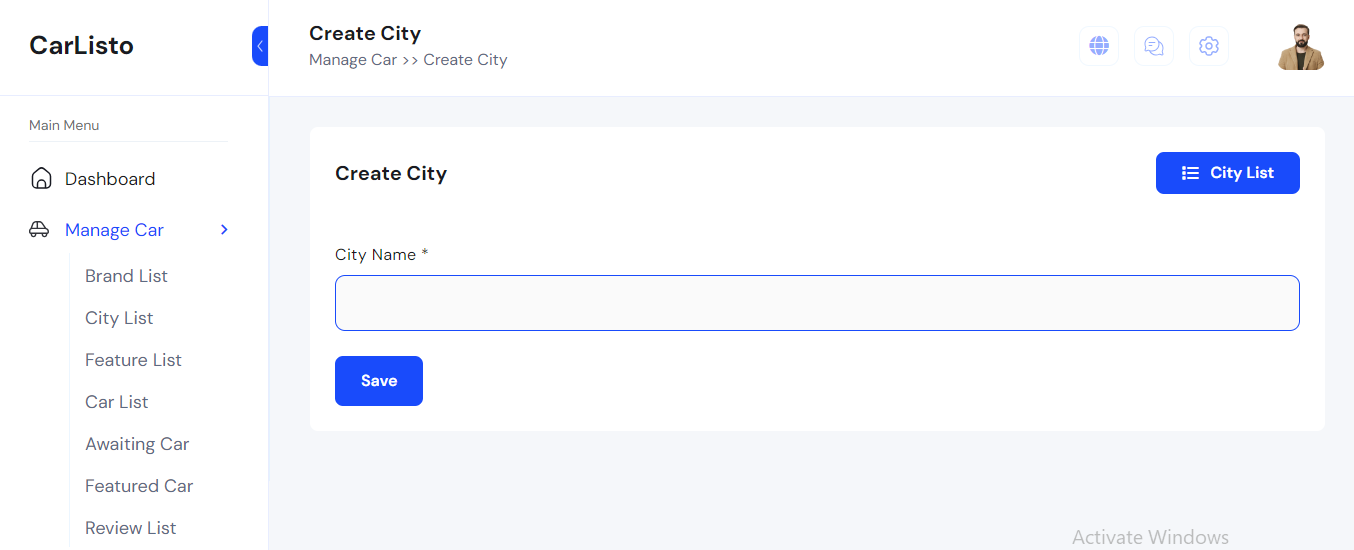 CarListo
Create City
Manage Car >> Create City
Main Menu
Dashboard
Manage Car
Brand List
City List
Feature List
Car List
Awaiting Car
Featured Car
Review List
Create City
City List
City Name *
Save
Activate Windows